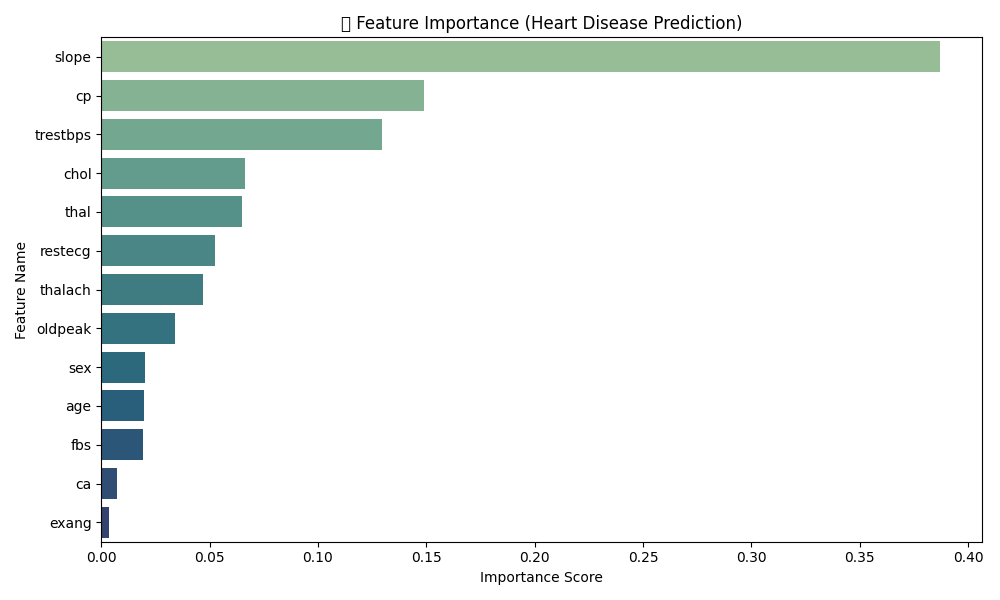 Feature Importance (Heart Disease Prediction)
slope
cp
trestbps
chol
thal
restecg
thalach
oldpeak
sex
age
fbs
ca
exang
Feature Name
0.00 0.05 0.10 0.15 0.20 0.25 0.30 0.35 0.40
Importance Score